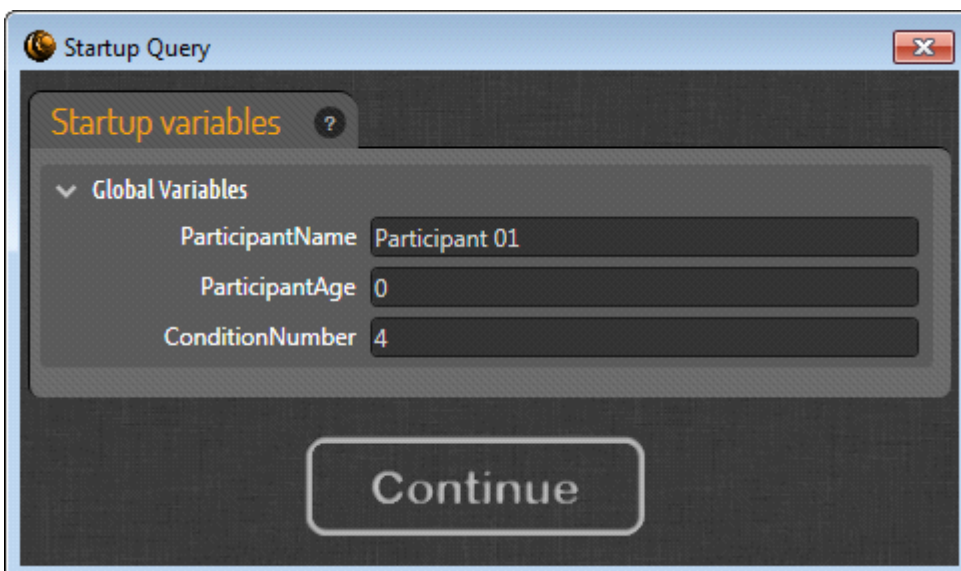 Startup Query
Startup variables ?
Global Variables
ParticipantName Participant 01
ParticipantAge 0
ConditionNumber 4
Continue